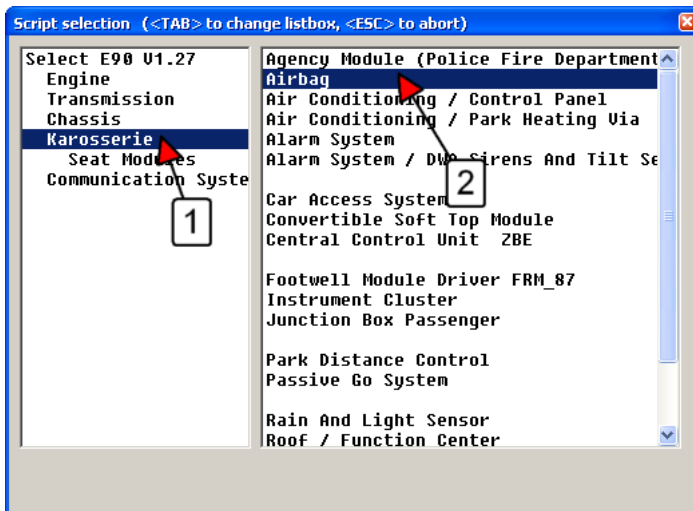 Script selection (<TAB> to change listbox, <ESC> to abort)
Select E90 V1.27
Engine
Transmission
Chassis
Karosserie
Seat Modules
Communication Syste
1
Agency Module (Police Fire Department
Airbag
Air Conditioning / Control Panel
Air Conditioning / Park Heating Via
Alarm System
Alarm System / DWA Sirens And Tilt Se
Car Access System
Convertible Soft Top Module
Central Control Unit ZBE
Footwell Module Driver FRM_87
Instrument Cluster
Junction Box Passenger
Park Distance Control
Passive Go System
Rain And Light Sensor
Roof / Function Center
2